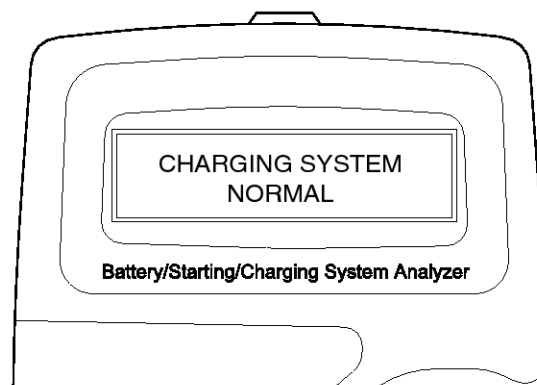 CHARGING SYSTEM
NORMAL
Battery/Starting/Charging System Analyzer